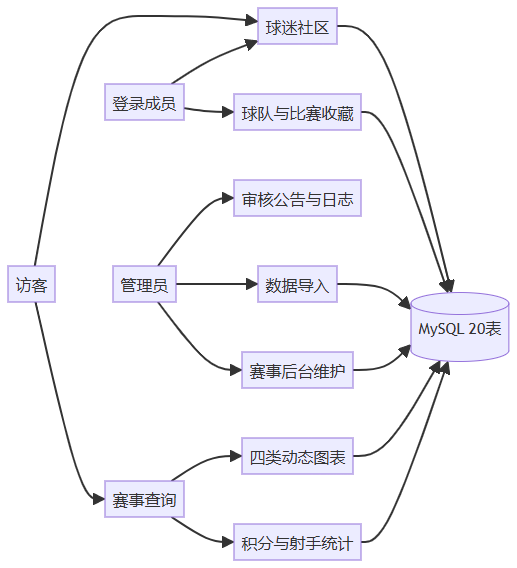 球迷社区
登录成员
球队与比赛收藏
审核公告与日志
访客
管理员
数据导入
MySQL 20表
赛事后台维护
四类动态图表
赛事查询
积分与射手统计